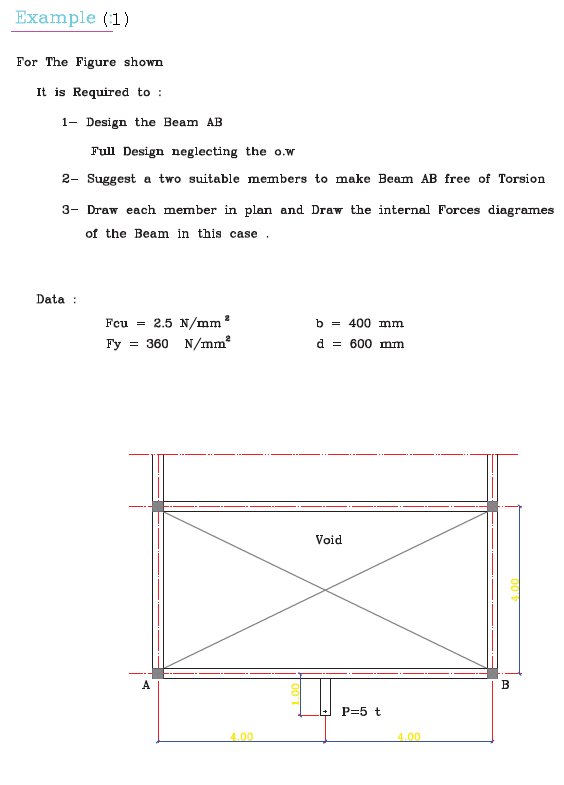 Example :(1)
For The Figure shown
It is Required to :
1- Design the Beam AB
Full Design neglecting the o.w
2- Suggest a two suitable members to make Beam AB free of Torsion
3- Draw each member in plan and Draw the internal Forces diagrames
of the Beam in this case .
Data :
Fcu = 2.5 N/mm² b = 400 mm
Fy = 360 N/mm² d = 600 mm
Void
4.00
A
B
1.00
P=5 t
4.00 4.00